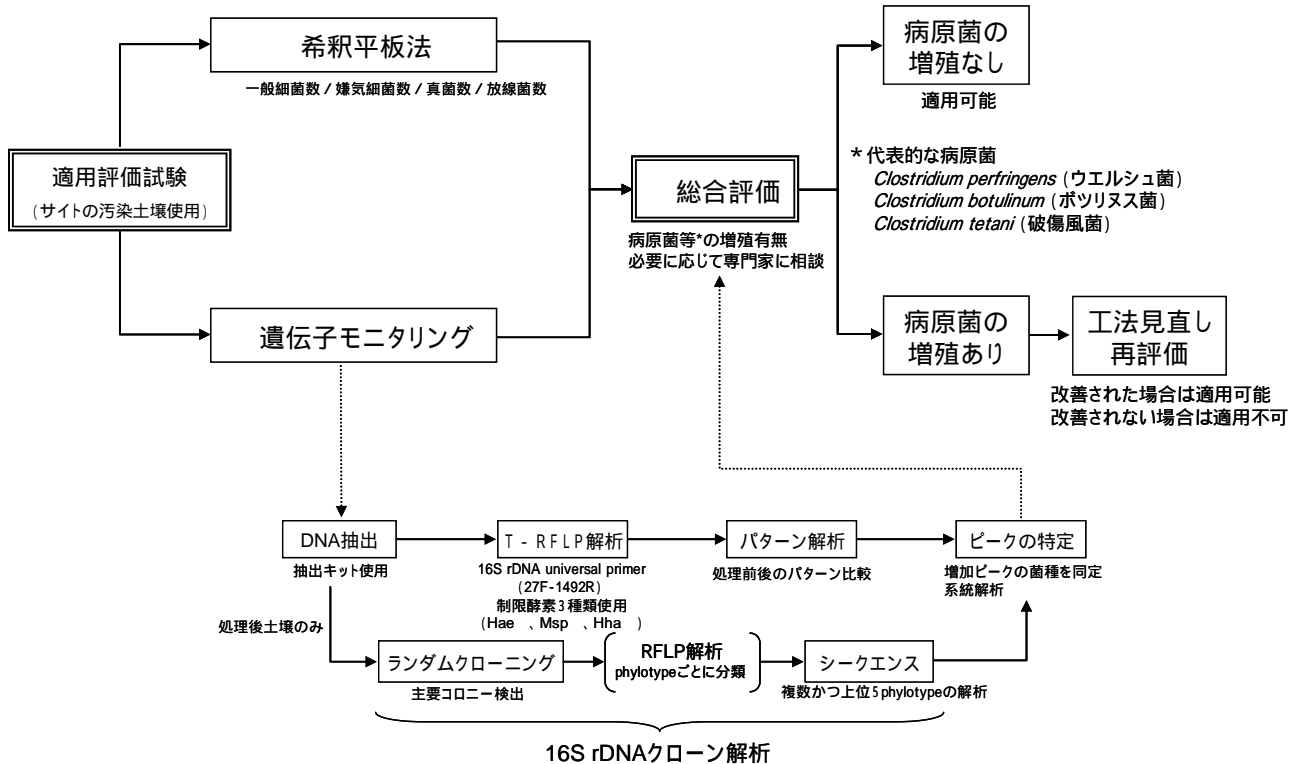 希釈平板法
一般細菌数 / 嫌気細菌数 / 真菌数 / 放線菌数
適用評価試験
(サイトの汚染土壌使用)
遺伝子モニタリング
総合評価
病原菌等*の増殖有無
必要に応じて専門家に相談
病原菌の
増殖なし
適用可能
* 代表的な病原菌
Clostridium perfringens (ウエルシュ菌)
Clostridium botulinum (ボツリヌス菌)
Clostridium tetani (破傷風菌)
病原菌の
増殖あり
工法見直し
再評価
改善された場合は適用可能
改善されない場合は適用不可
DNA抽出
抽出キット使用
T - RFLP解析
16S rDNA universal primer
(27F-1492R)
制限酵素3種類使用
(Hae 、Msp 、Hha )
パターン解析
処理前後のパターン比較
ピークの特定
増加ピークの菌種を同定
系統解析
処理後土壌のみ
ランダムクローニング
主要コロニー検出
RFLP解析
phylotypeごとに分類
シークエンス
複数かつ上位5phylotypeの解析
16S rDNAクローン解析